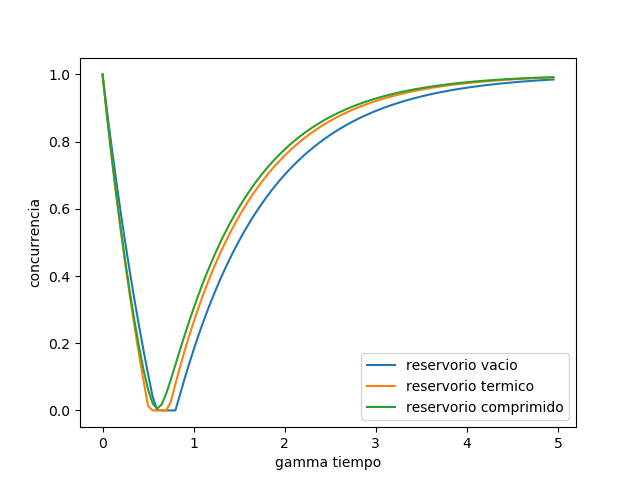 1.0
0.8
0.6
0.4
0.2
0.0
concurrencia
reservorio vacio
reservorio termico
reservorio comprimido
0 1 2 3 4 5
gamma tiempo